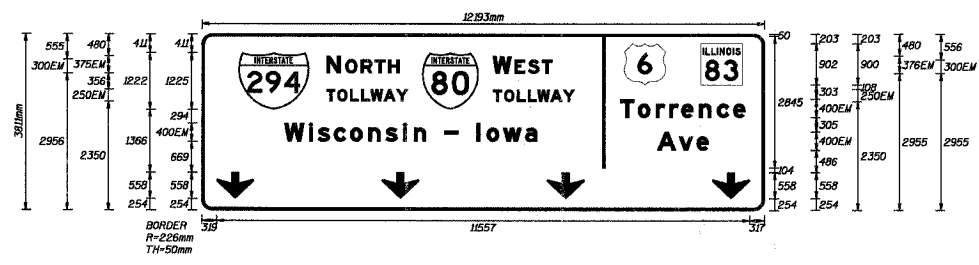 12193mm
555 480 411 411
300EM 375EM 1222 1225
356
250EM
3811mm
2956 2350 1366 294
400EM
669
558 558
254 254
INTERSTATE
294
NORTH
TOLLWAY
INTERSTATE
80
WEST
TOLLWAY
Wisconsin - Iowa
6
ILLINOIS
83
Torrence
Ave
50 203 203 480 556
902 900 376EM 300EM
108
2845 303 250EM
400EM
305
400EM 2350 2955 2955
104 486
558 558
254 254
319 11557 317
BORDER
R=226mm
TH=50mm